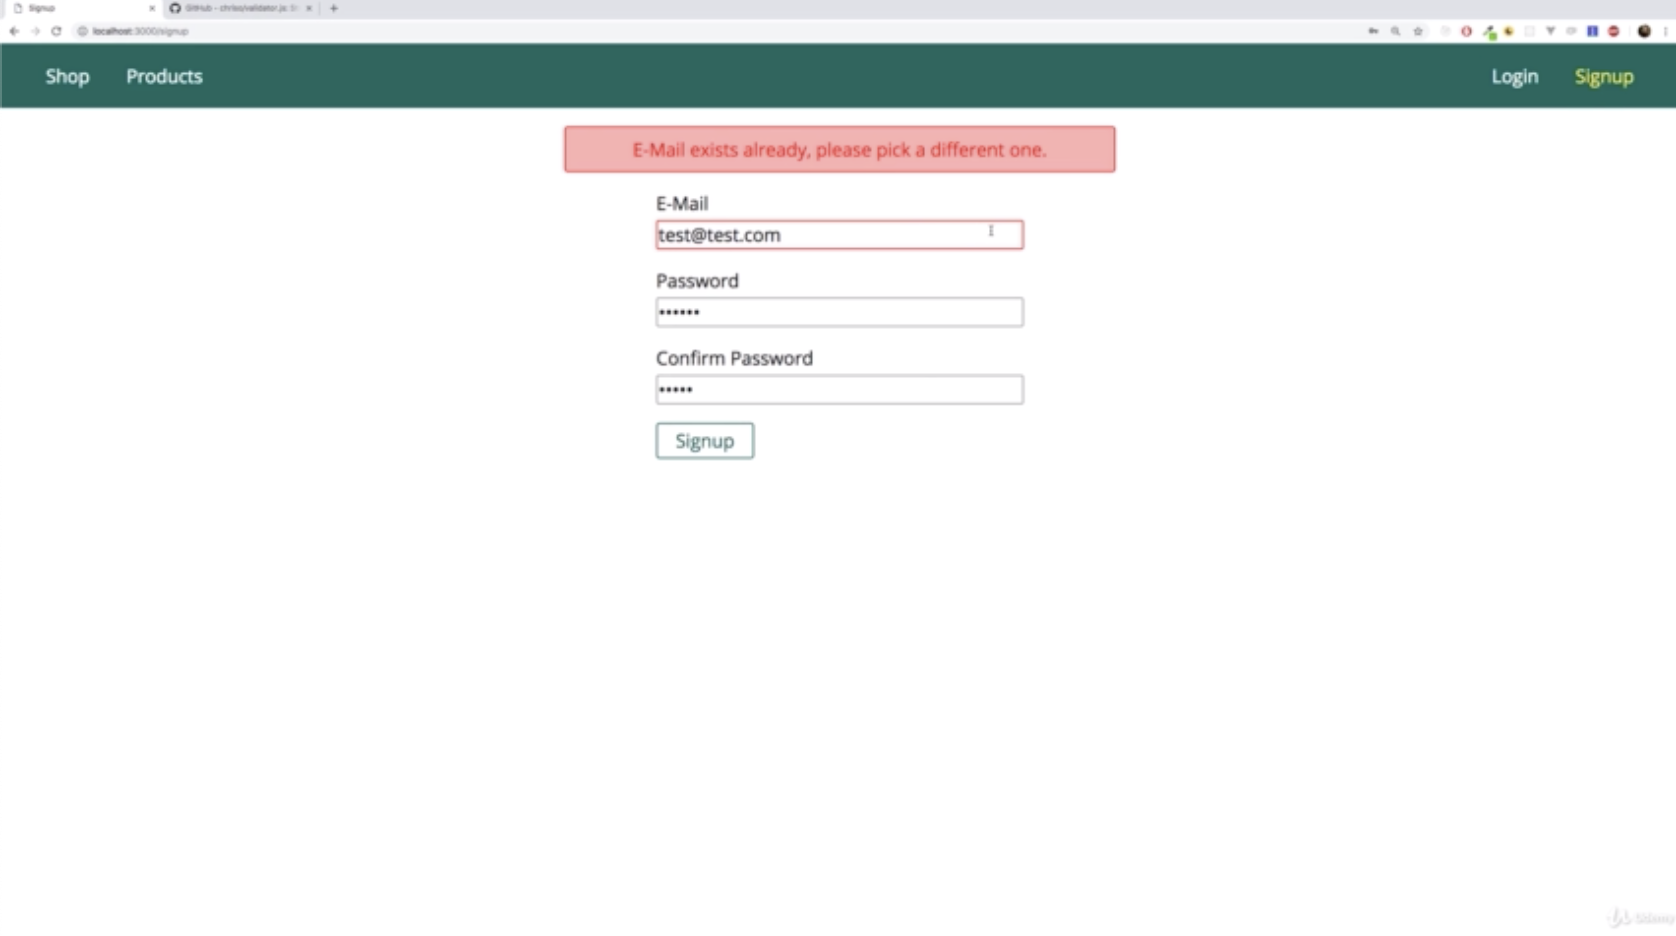 Signup
GitHub - chriso/validator.js: St
localhost:3000/signup
Shop Products Login Signup
E-Mail exists already, please pick a different one.
E-Mail
test@test.com
Password
••••••
Confirm Password
•••••
Signup
Udemy